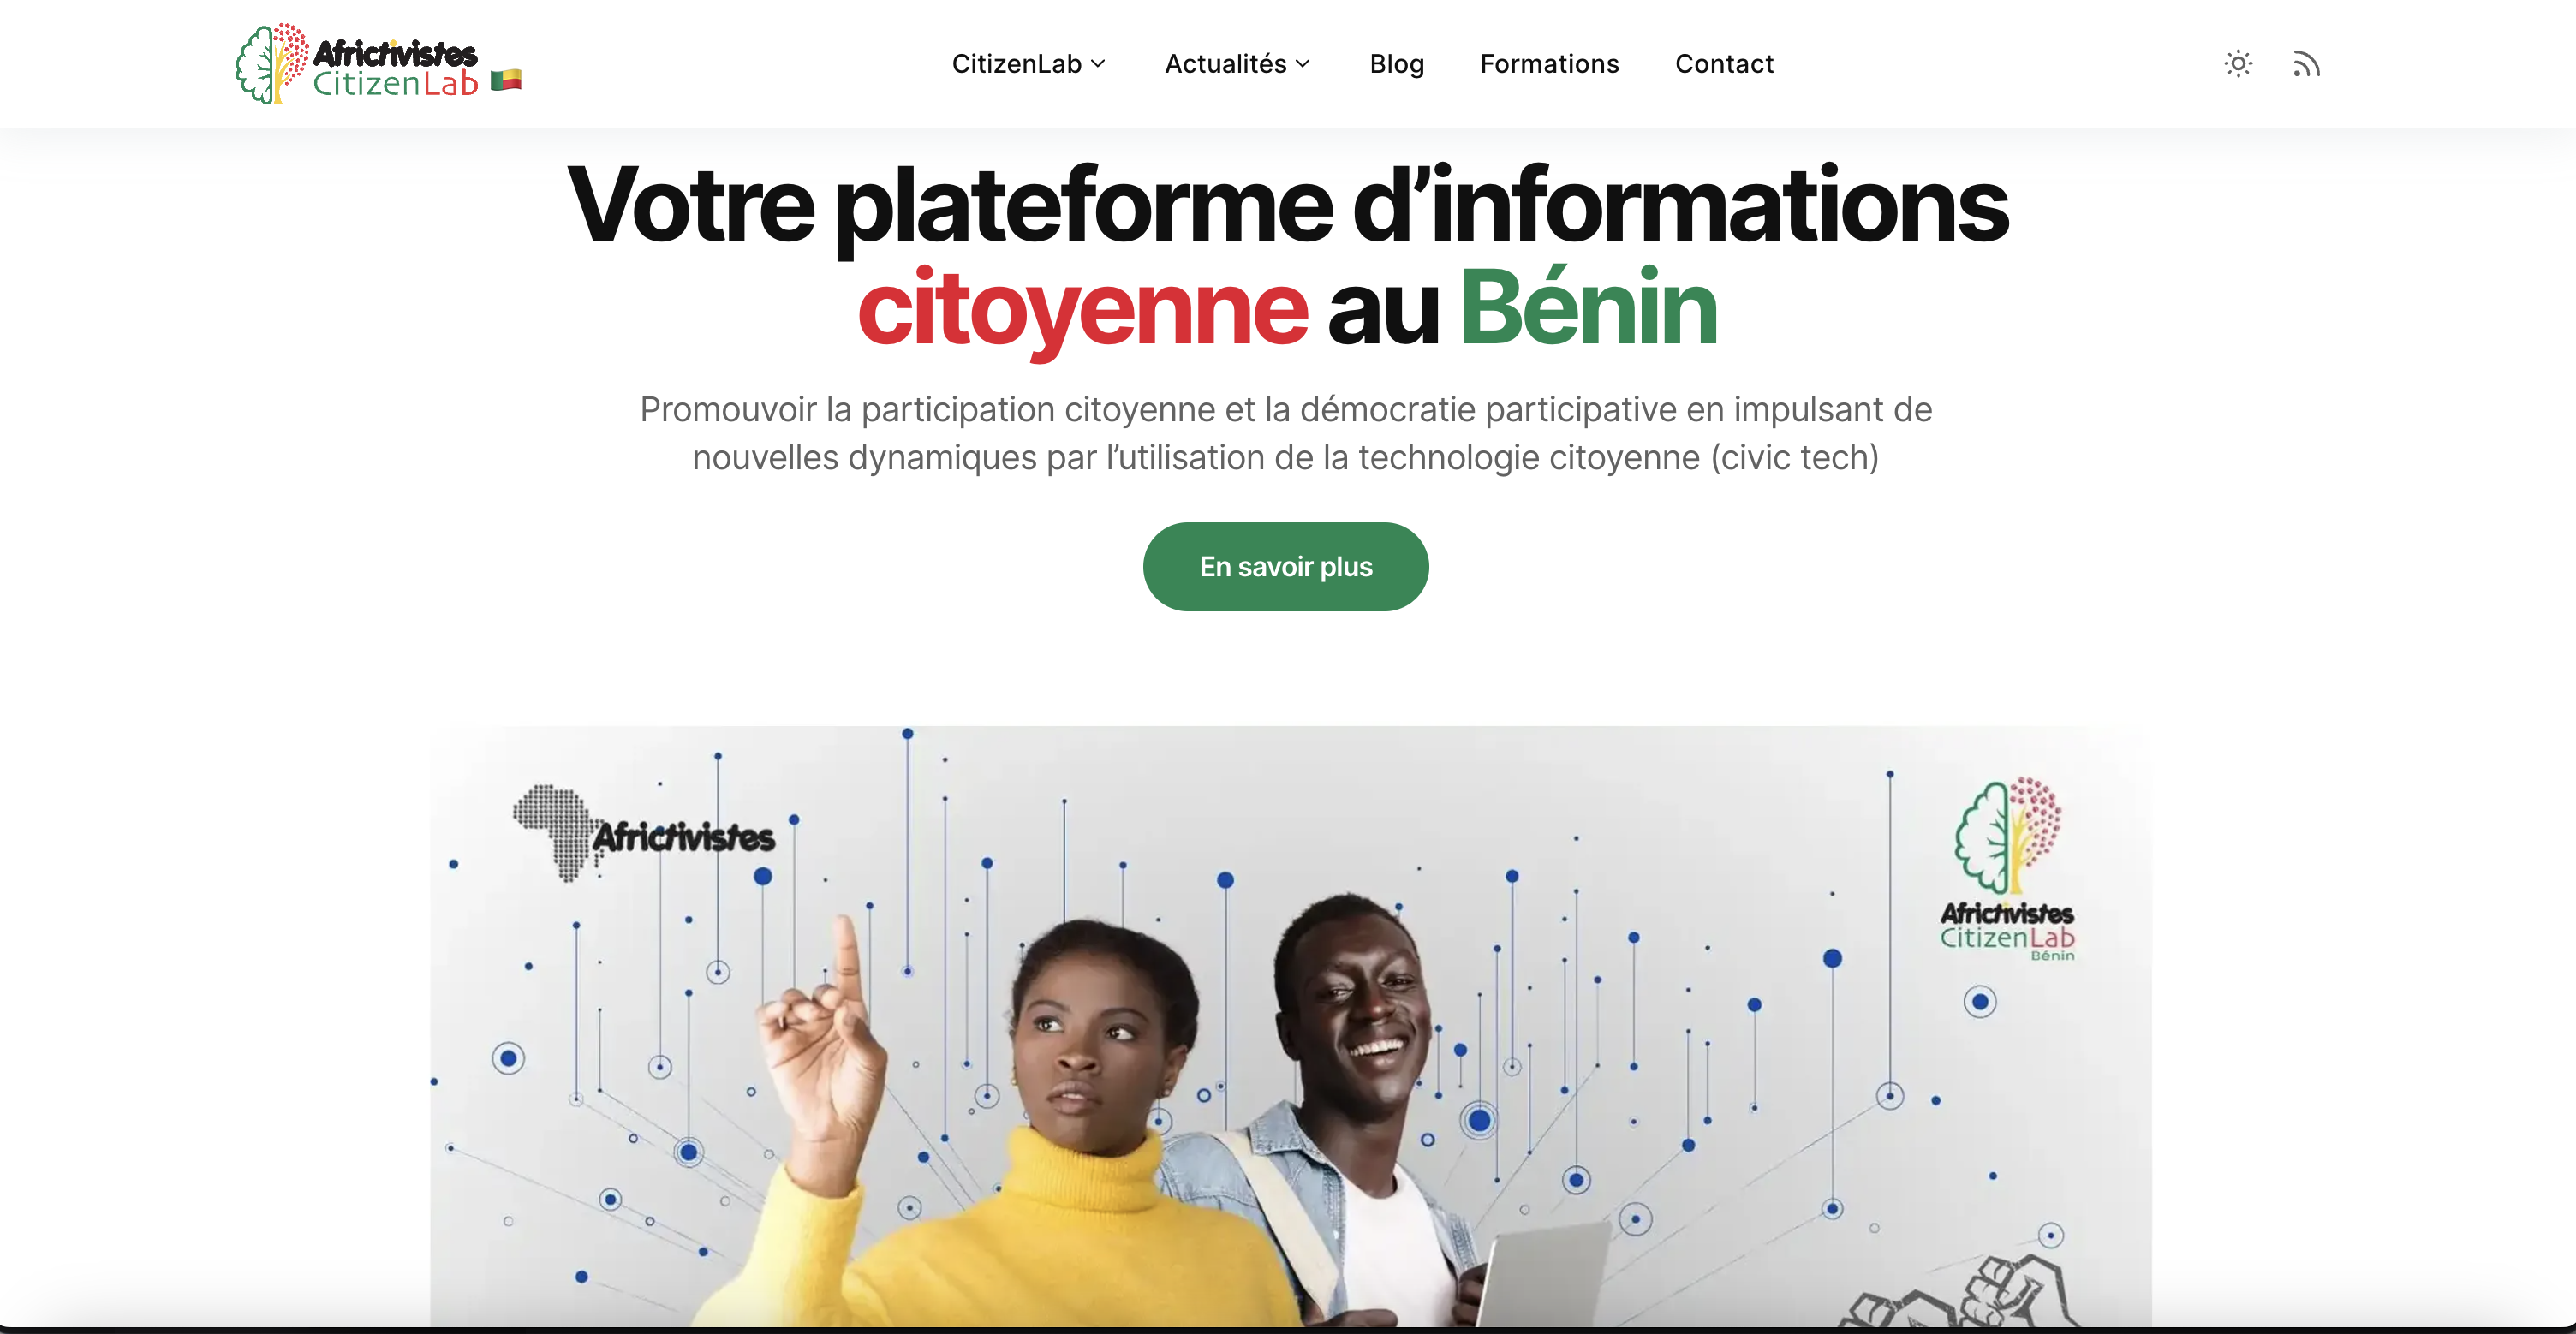 Africtivistes
CitizenLab
CitizenLab
Actualités
Blog
Formations
Contact
Votre plateforme d’informations
citoyenne au Bénin
Promouvoir la participation citoyenne et la démocratie participative en impulsant de
nouvelles dynamiques par l’utilisation de la technologie citoyenne (civic tech)
En savoir plus
Africtivistes
Africtivistes
CitizenLab
Bénin